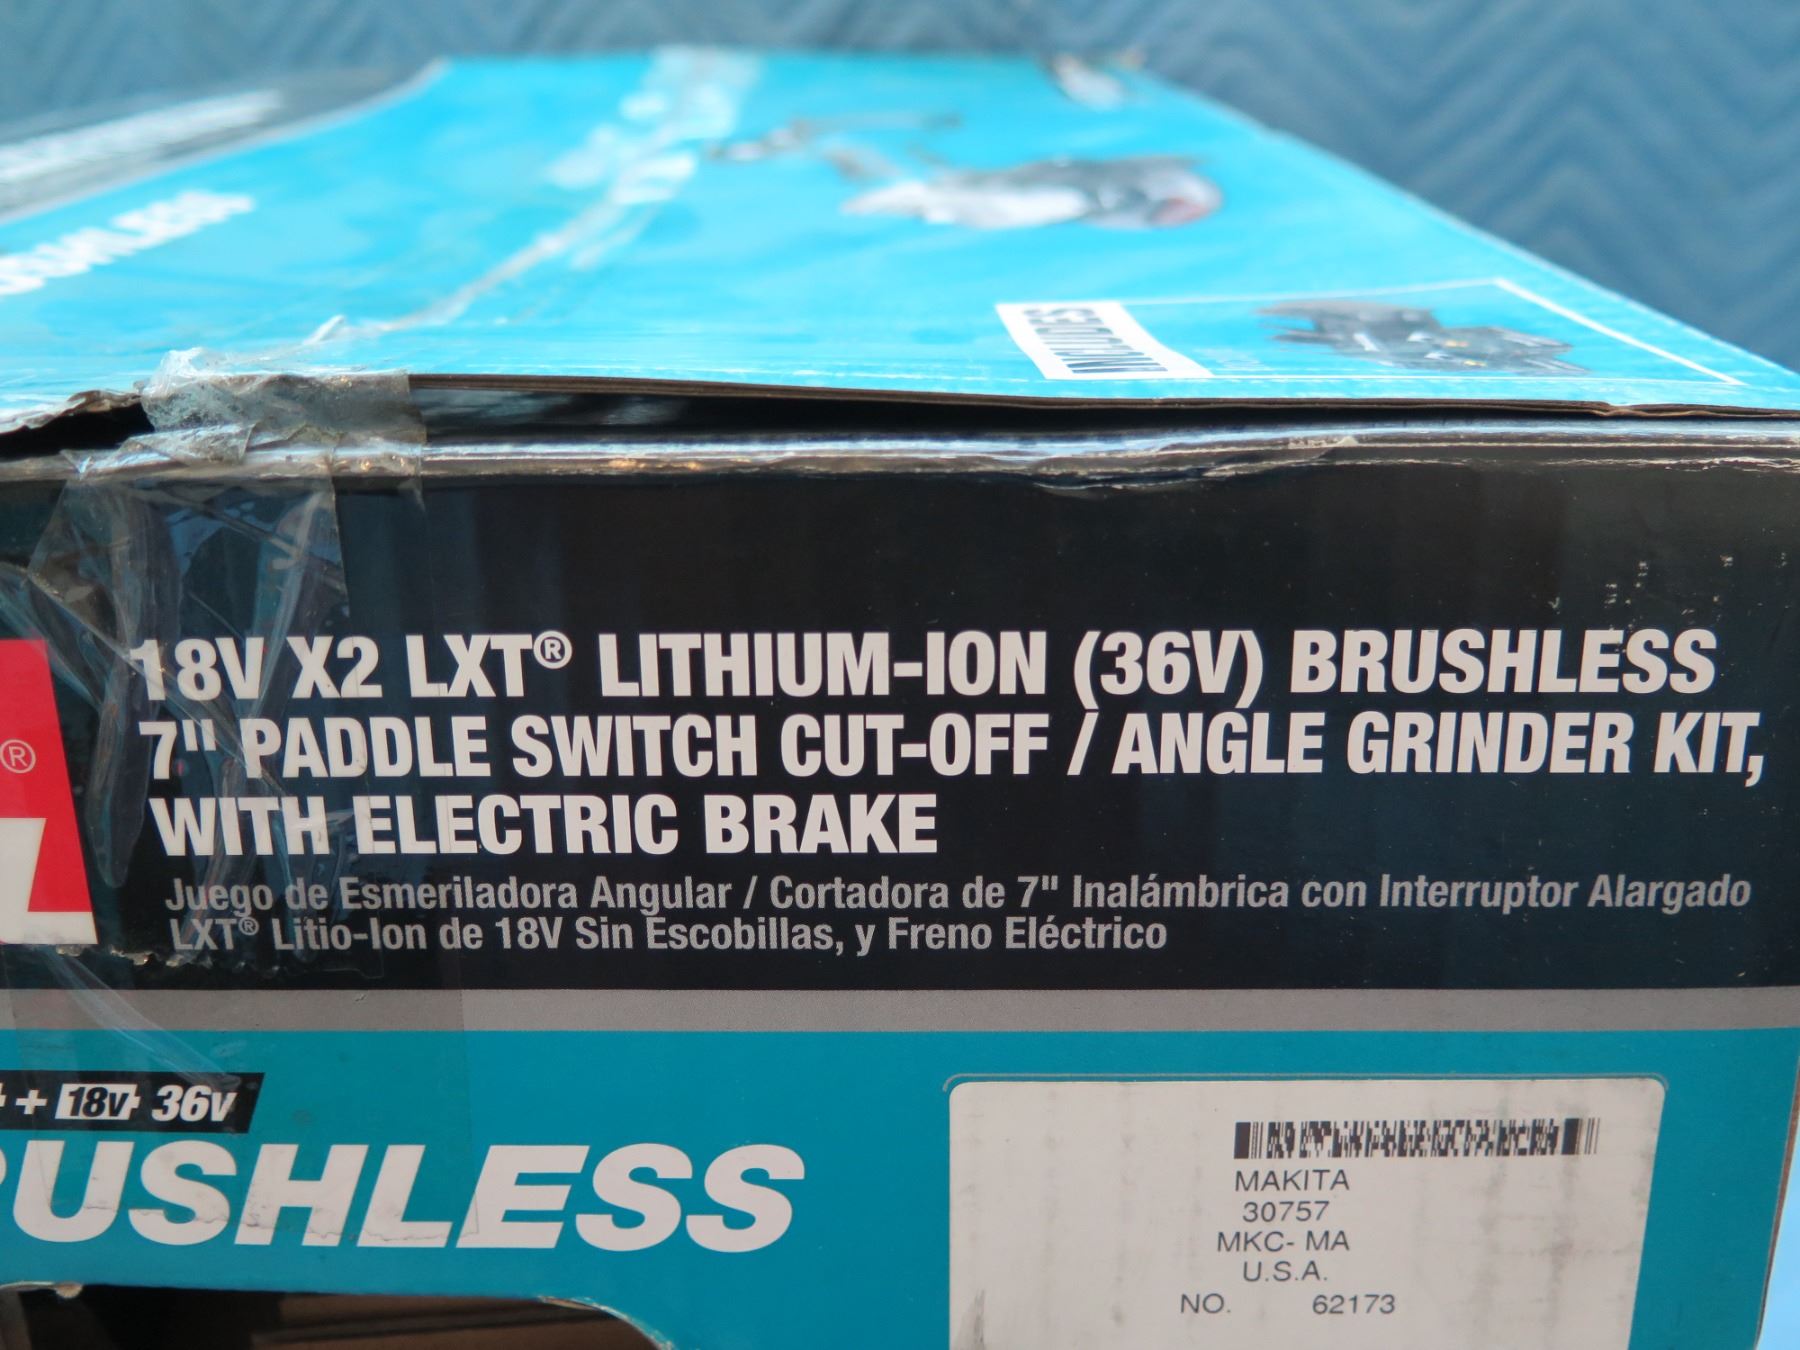 INCLUDES
18V X2 LXT® LITHIUM-ION (36V) BRUSHLESS
7" PADDLE SWITCH CUT-OFF / ANGLE GRINDER KIT,
WITH ELECTRIC BRAKE
Juego de Esmeriladora Angular / Cortadora de 7" Inalámbrica con Interruptor Alargado
LXT® Litio-Ion de 18V Sin Escobillas, y Freno Eléctrico
®
+ 18V 36V
RUSHLESS
MAKITA
30757
MKC- MA
U.S.A.
NO. 62173